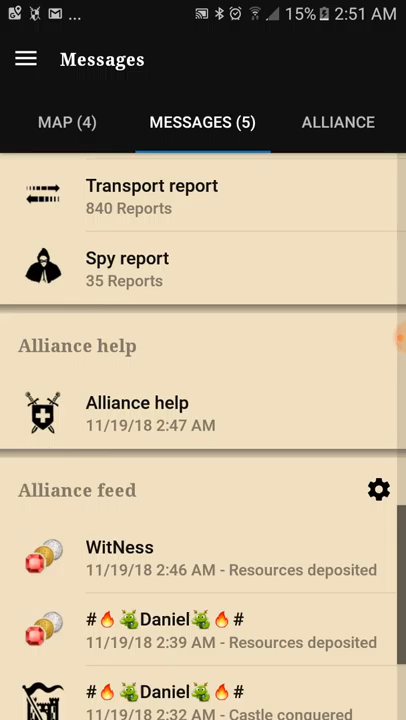 ... 15% 2:51 AM
Messages
MAP (4) MESSAGES (5) ALLIANCE
Transport report
840 Reports
Spy report
35 Reports
Alliance help
Alliance help
11/19/18 2:47 AM
Alliance feed
WitNess
11/19/18 2:46 AM - Resources deposited
#🔥🐲Daniel🐲🔥#
11/19/18 2:39 AM - Resources deposited
#🔥🐲Daniel🐲🔥#
11/19/18 2:32 AM - Castle conquered